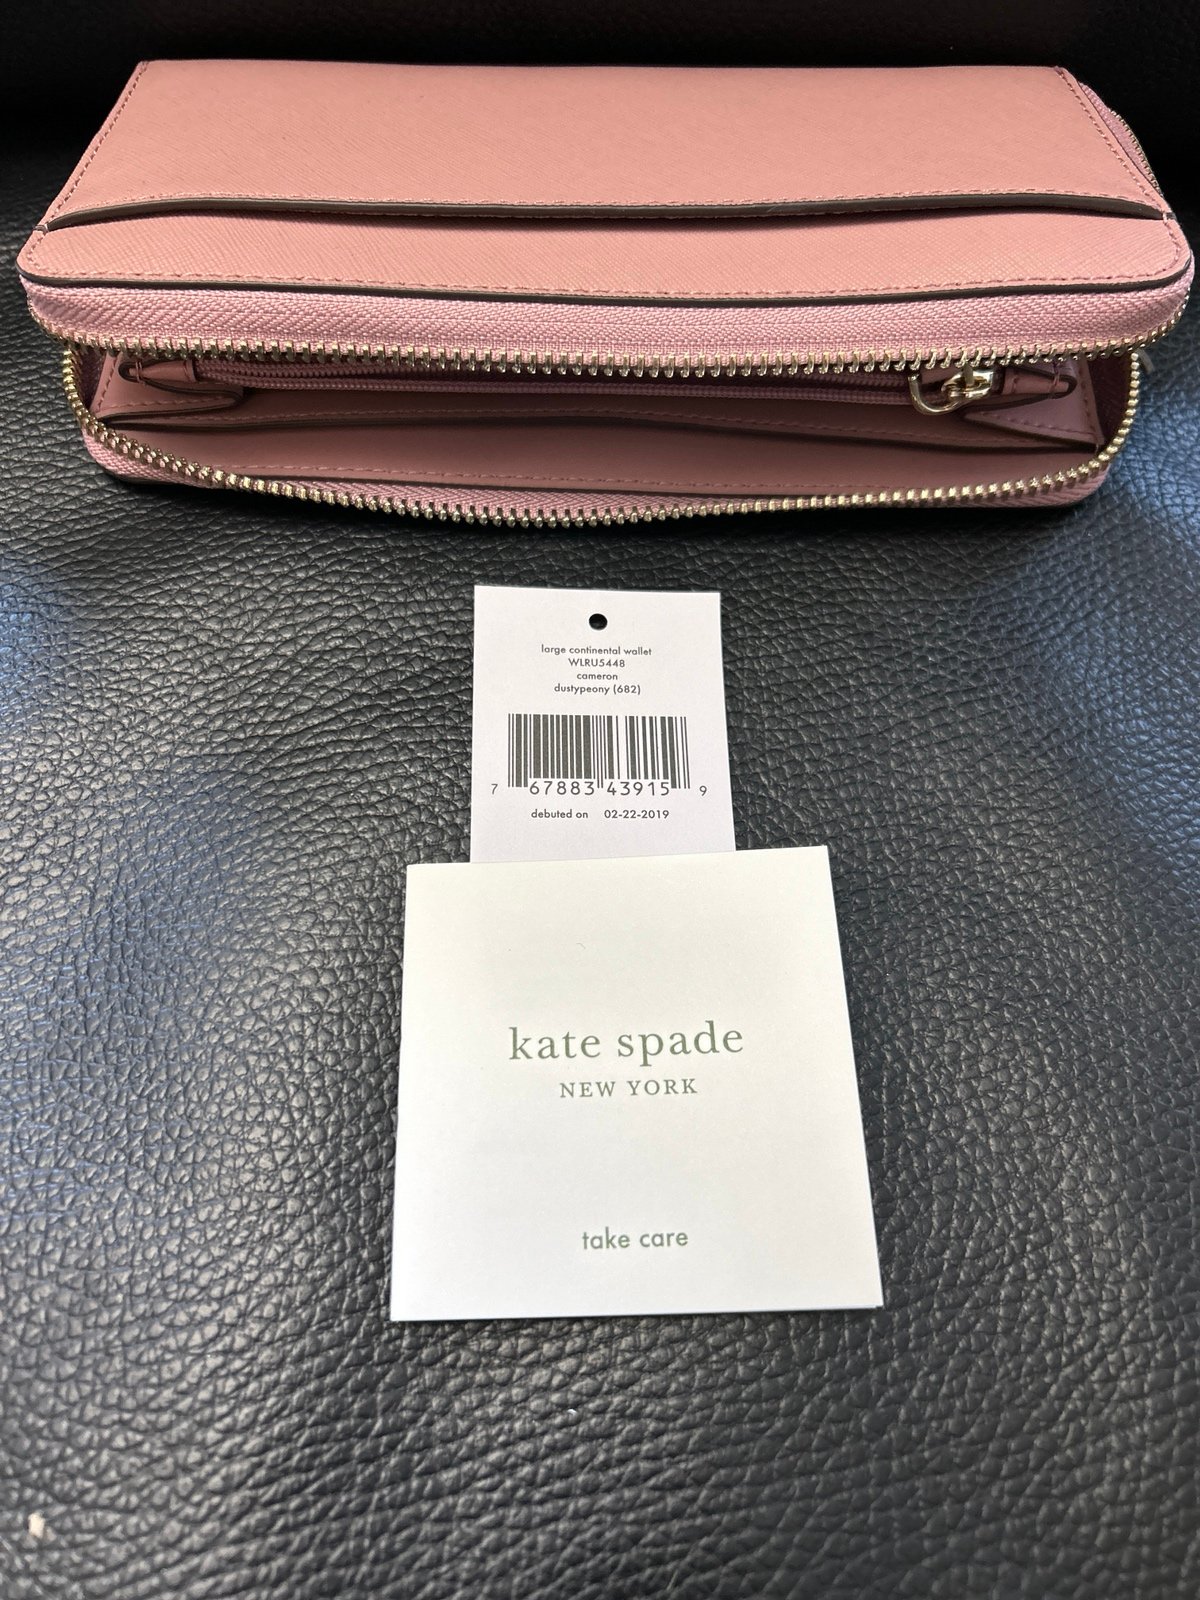 large continental wallet
WLRU5448
cameron
dustypeony (682)
7 67883 43915 9
debuted on 02-22-2019
kate spade
NEW YORK
take care